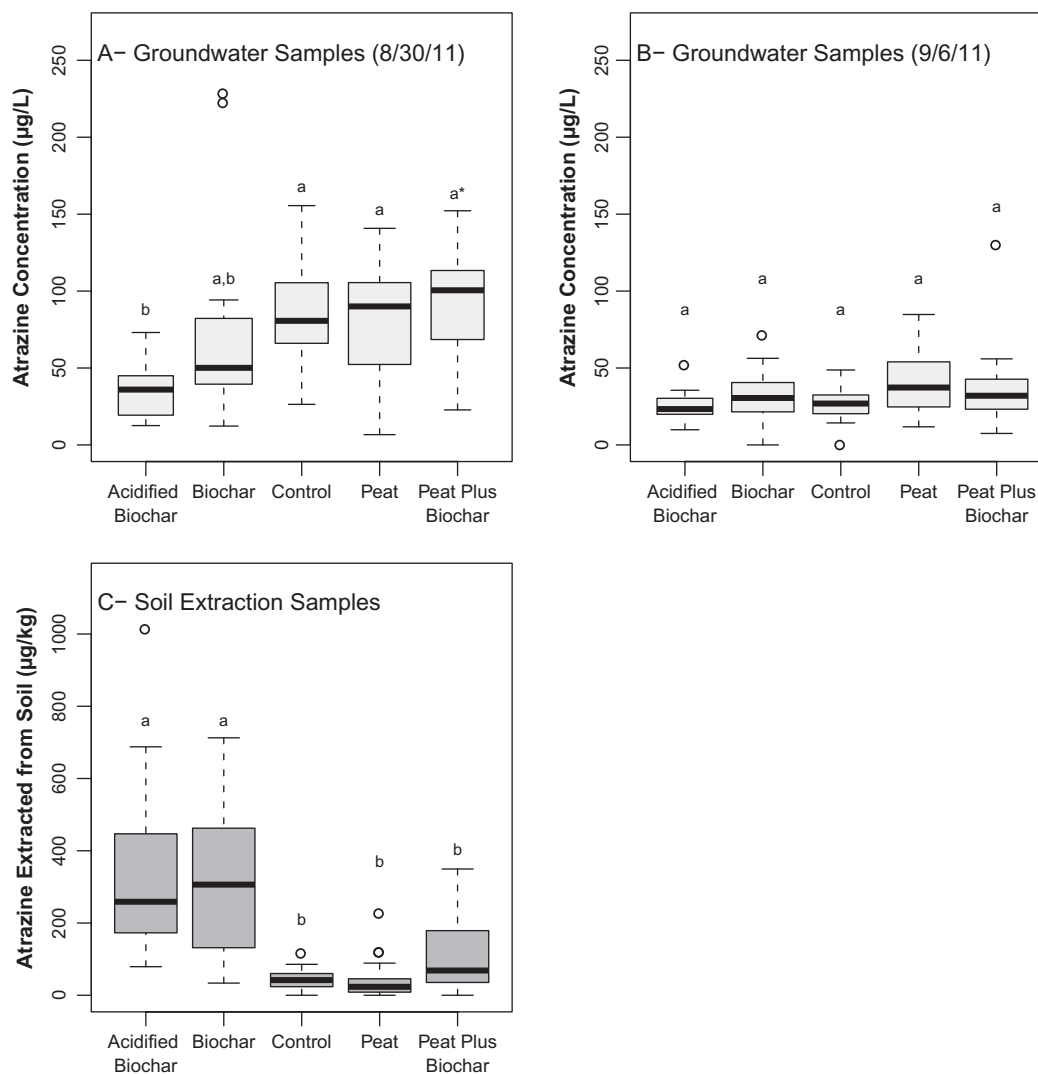 A− Groundwater Samples (8/30/11)
Atrazine Concentration (µg/L)
250
200
150
100
50
0
b
a,b
a
a
a*
Acidified Biochar
Biochar
Control
Peat
Peat Plus Biochar
B− Groundwater Samples (9/6/11)
Atrazine Concentration (µg/L)
250
200
150
100
50
0
a
a
a
a
a
Acidified Biochar
Biochar
Control
Peat
Peat Plus Biochar
C− Soil Extraction Samples
Atrazine Extracted from Soil (µg/kg)
1000
800
600
400
200
0
a
a
b
b
b
Acidified Biochar
Biochar
Control
Peat
Peat Plus Biochar